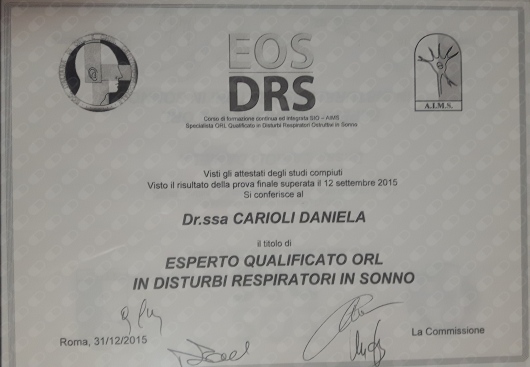 EOS
DRS
Corso di formazione continua ed integrata SIO – AIMS
Specialista ORL Qualificato in Disturbi Respiratori Ostruttivi in Sonno
A.I.M.S.
Visti gli attestati degli studi compiuti
Visto il risultato della prova finale superata il 12 settembre 2015
Si conferisce al
Dr.ssa CARIOLI DANIELA
il titolo di
ESPERTO QUALIFICATO ORL
IN DISTURBI RESPIRATORI IN SONNO
Roma, 31/12/2015
La Commissione